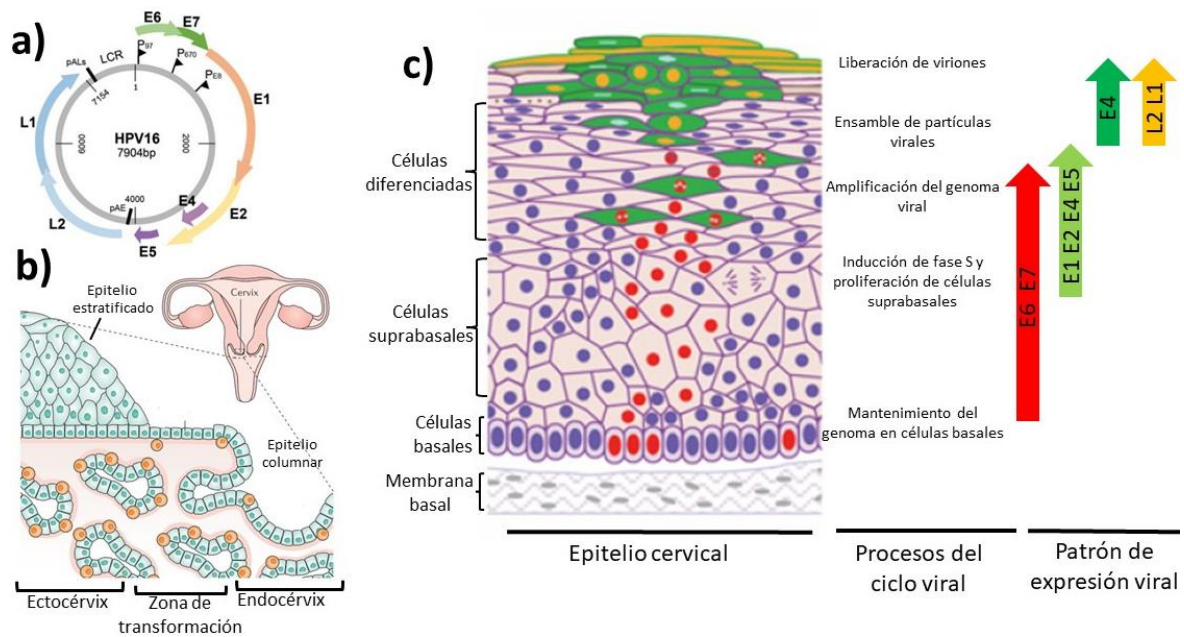 a)
E6
E7
LCR
pALs
P97
P670
PE8
7154
1
E1
L1
HPV16
7904bp
6000
2000
4000
pAE
E4
E2
L2
E5
b)
Epitelio
estratificado
Cervix
Epitelio
columnar
Ectocérvix
Zona de
transformación
Endocérvix
c)
Células
diferenciadas
Células
suprabasales
Células
basales
Membrana
basal
Epitelio cervical
Liberación de viriones
Ensamble de partículas
virales
Amplificación del genoma
viral
Inducción de fase S y
proliferación de células
suprabasales
Mantenimiento del
genoma en células basales
Procesos del
ciclo viral
E6 E7
E1 E2 E4 E5
E4
L2 L1
Patrón de
expresión viral